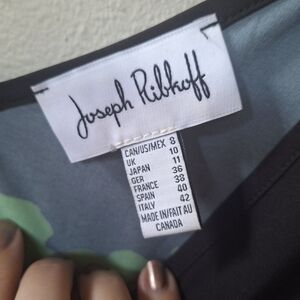 Joseph Ribkoff
CAN/US/MEX 8
UK 10
JAPAN 11
GER 36
FRANCE 38
SPAIN 40
ITALY 42
MADE IN/FAIT AU
CANADA